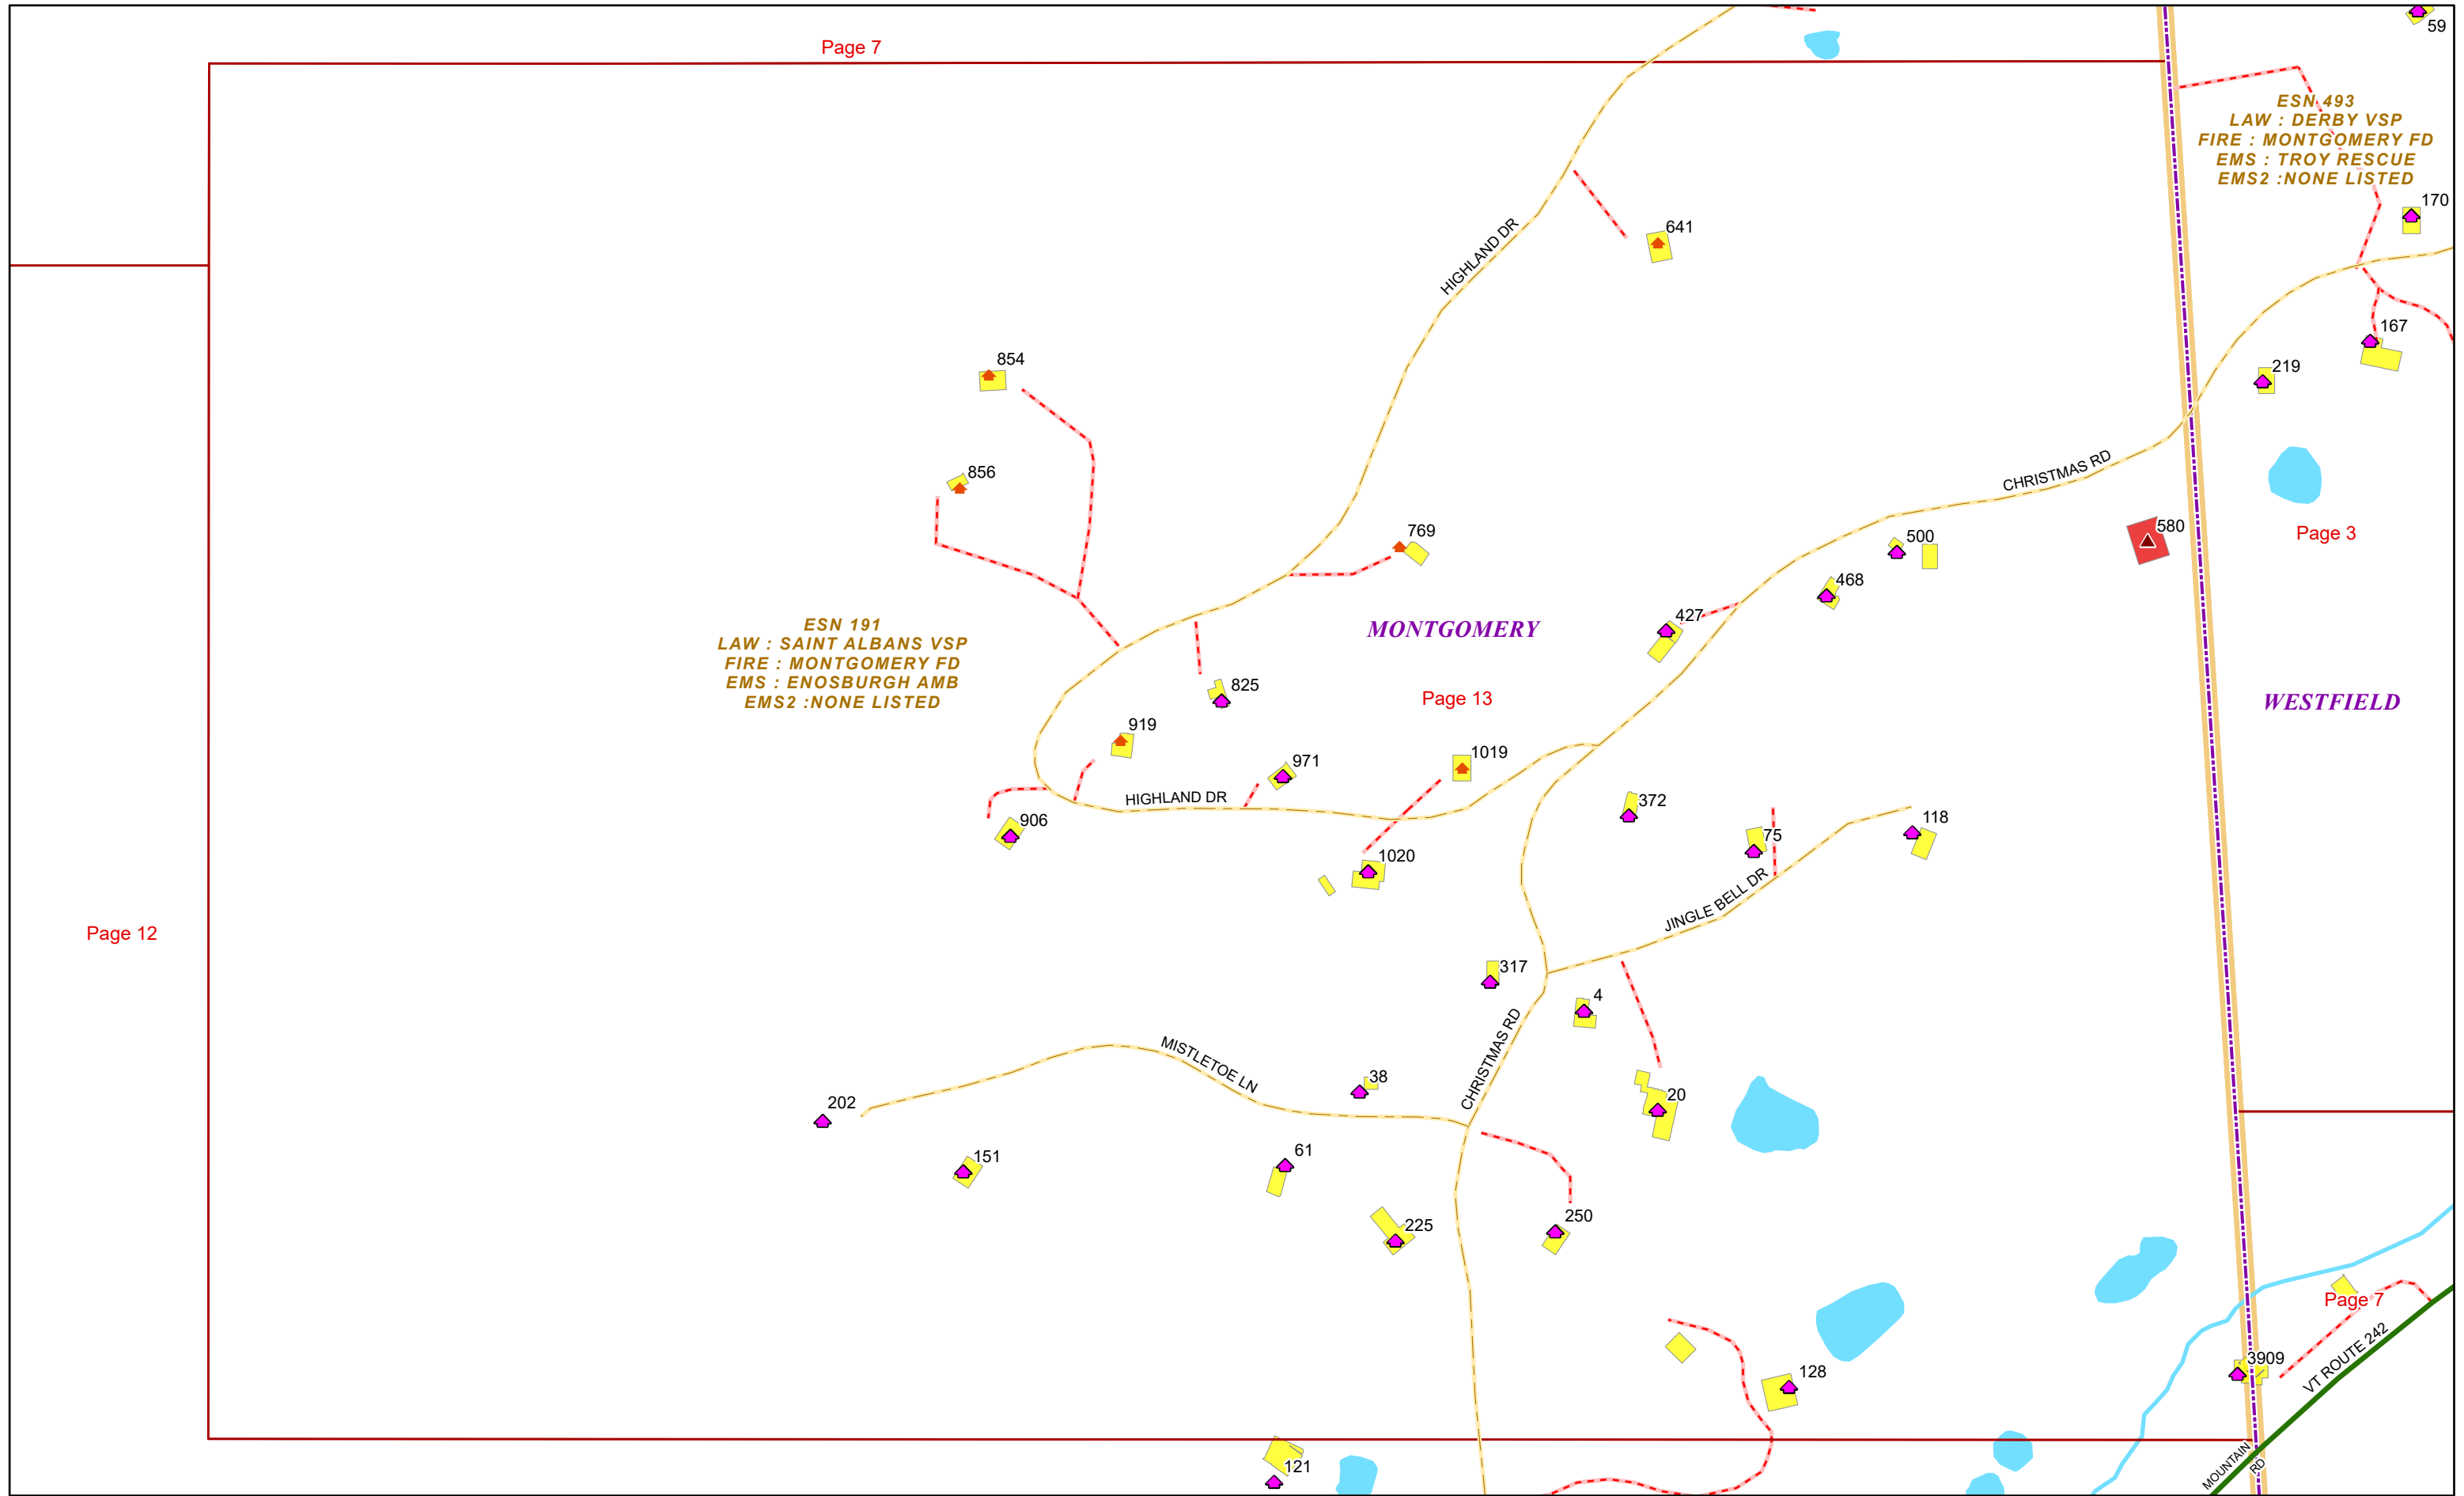 Page 7
59
ESN 493
LAW : DERBY VSP
FIRE : MONTGOMERY FD
EMS : TROY RESCUE
EMS2 :NONE LISTED
170
HIGHLAND DR
641
167
219
854
856
CHRISTMAS RD
580
Page 3
769
500
468
427
ESN 191
LAW : SAINT ALBANS VSP
FIRE : MONTGOMERY FD
EMS : ENOSBURGH AMB
EMS2 :NONE LISTED
MONTGOMERY
825
Page 13
WESTFIELD
919
971
1019
HIGHLAND DR
906
372
75
118
1020
JINGLE BELL DR
Page 12
317
4
CHRISTMAS RD
MISTLETOE LN
38
20
202
151
61
225
250
Page 7
VT ROUTE 242
3909
128
121
MOUNTAIN RD